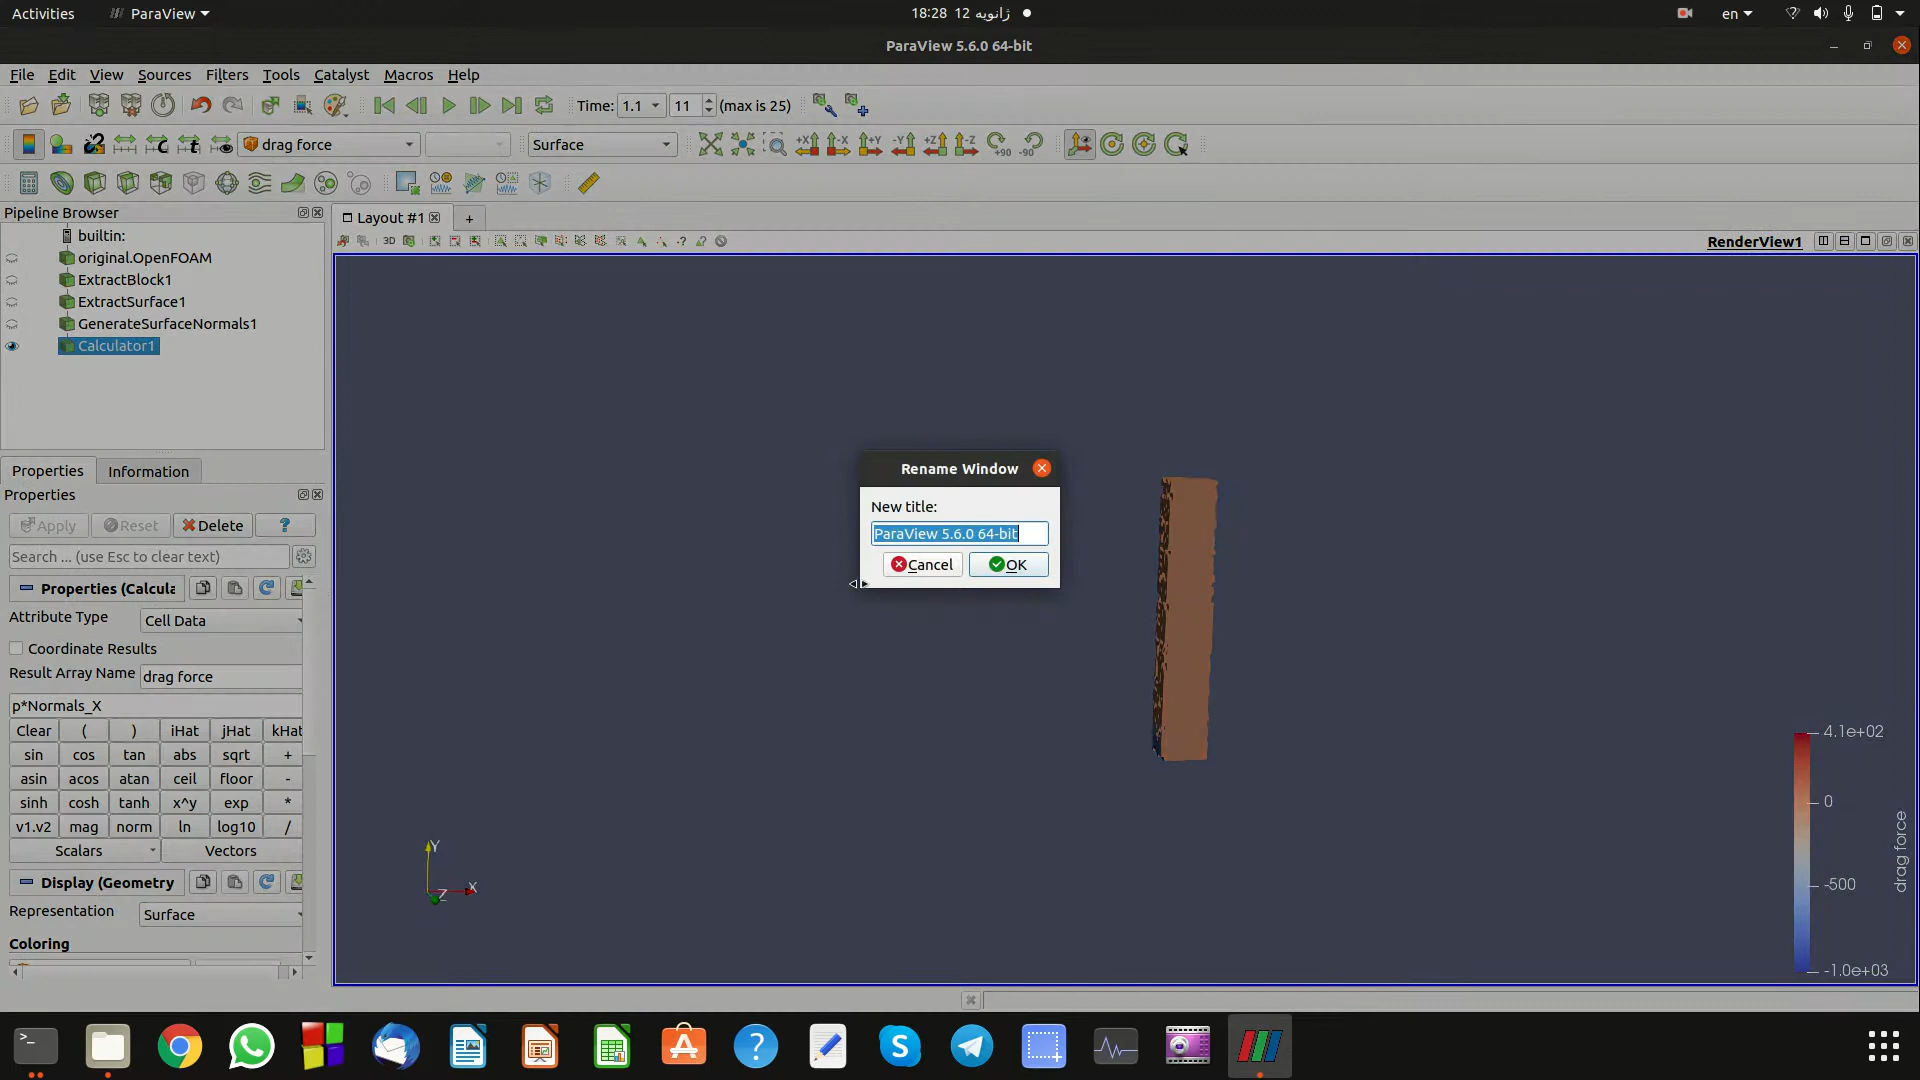 Activities
ParaView
18:28 12 ژانویه
en
ParaView 5.6.0 64-bit
File Edit View Sources Filters Tools Catalyst Macros Help
Time: 1.1 11 (max is 25)
C t drag force Surface +X -X +Y -Y +Z -Z +90 -90
Pipeline Browser
Layout #1 +
builtin:
3D
RenderView1
original.OpenFOAM
ExtractBlock1
ExtractSurface1
GenerateSurfaceNormals1
Calculator1
Properties Information
Properties
Apply Reset Delete ?
Search ... (use Esc to clear text)
Properties (Calcula
Attribute Type Cell Data
Coordinate Results
Result Array Name drag force
p*Normals_X
Clear ( ) iHat jHat kHat
sin cos tan abs sqrt +
asin acos atan ceil floor -
sinh cosh tanh x^y exp *
v1.v2 mag norm ln log10 /
Scalars Vectors
Display (Geometry
Representation Surface
Coloring
Rename Window
New title:
ParaView 5.6.0 64-bit
Cancel OK
Y
X
Z
4.1e+02
0
-500
-1.0e+03
drag force
>_
?
S